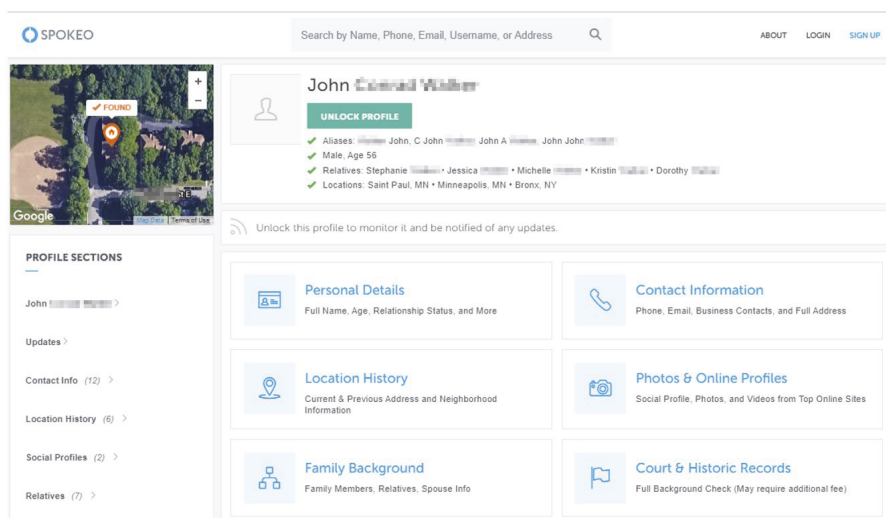 SPOKEO
Search by Name, Phone, Email, Username, or Address
ABOUT LOGIN SIGN UP
+
FOUND
−
Google
Map Data Terms of Use
John
UNLOCK PROFILE
Aliases: John, C John John A John John
Male, Age 56
Relatives: Stephanie • Jessica • Michelle • Kristin • Dorothy
Locations: Saint Paul, MN • Minneapolis, MN • Bronx, NY
Unlock this profile to monitor it and be notified of any updates.
PROFILE SECTIONS
John >
Updates >
Contact Info (12) >
Location History (6) >
Social Profiles (2) >
Relatives (7) >
Personal Details
Full Name, Age, Relationship Status, and More
Contact Information
Phone, Email, Business Contacts, and Full Address
Location History
Current & Previous Address and Neighborhood
Information
Photos & Online Profiles
Social Profile, Photos, and Videos from Top Online Sites
Family Background
Family Members, Relatives, Spouse Info
Court & Historic Records
Full Background Check (May require additional fee)